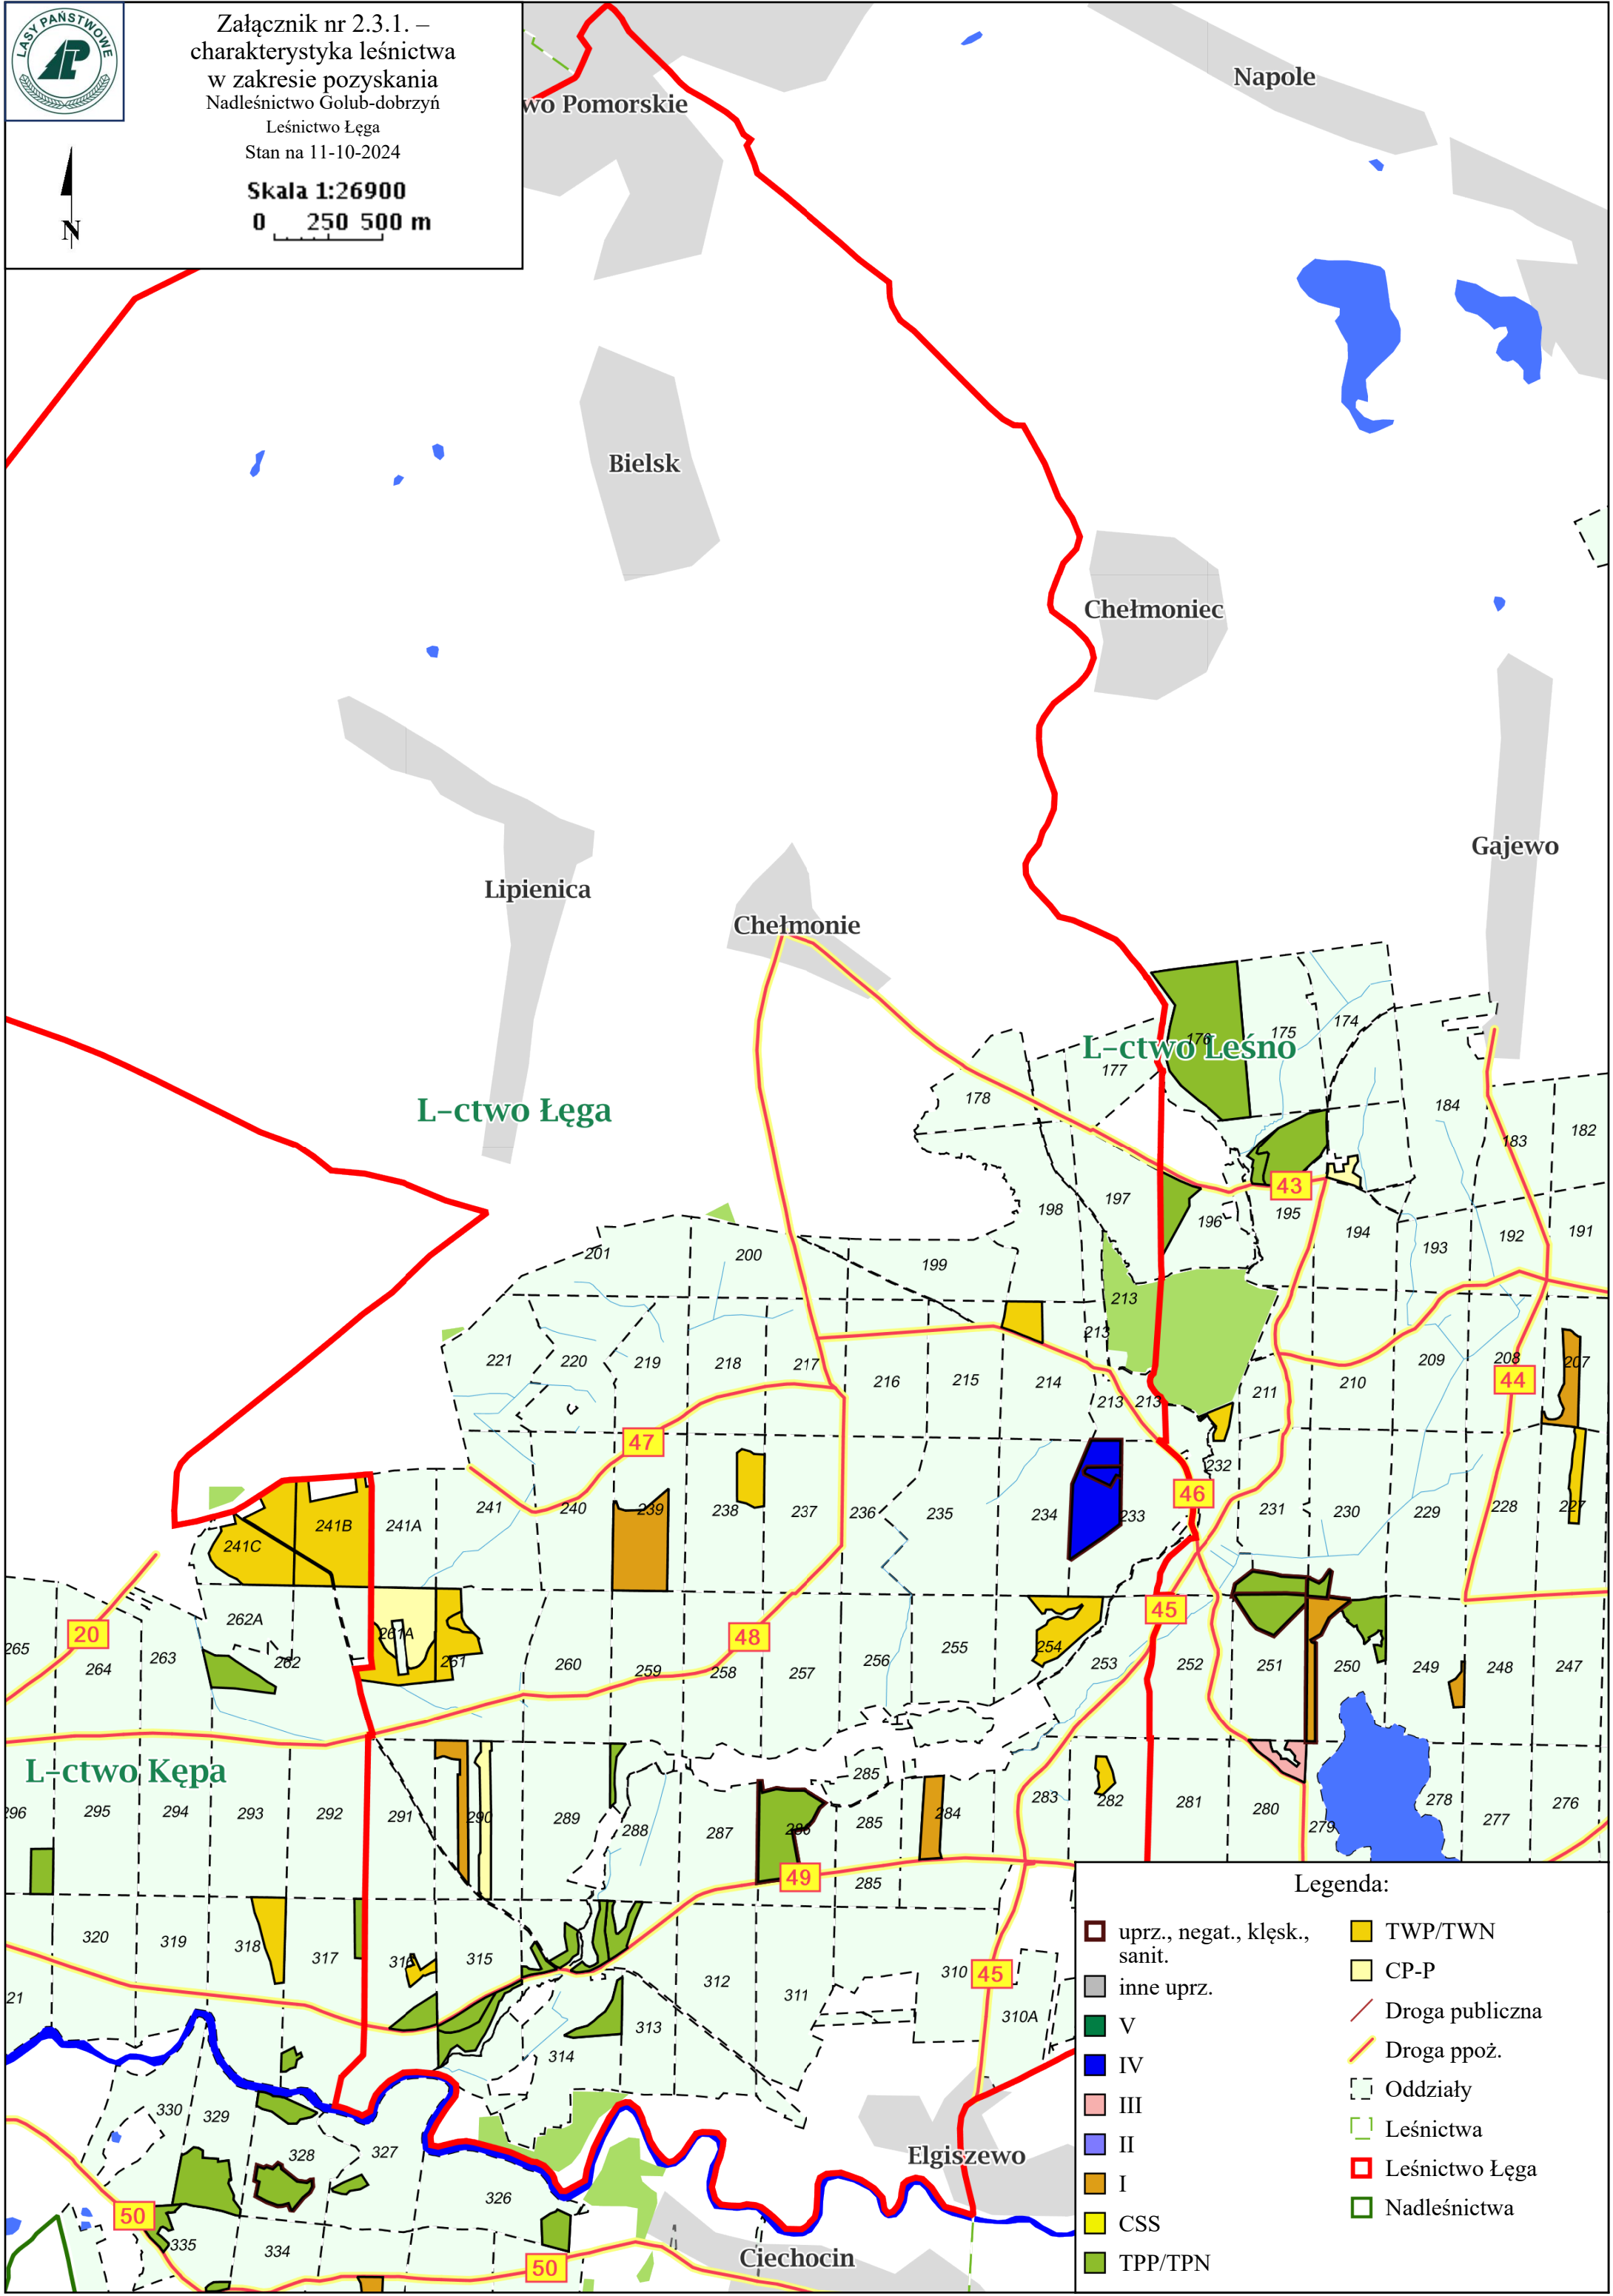 LASY PAŃSTWOWE
Załącznik nr 2.3.1. –
charakterystyka leśnictwa
w zakresie pozyskania
Nadleśnictwo Golub-dobrzyń
Leśnictwo Łęga
Stan na 11-10-2024
Skala 1:26900
0 250 500 m
N
wo Pomorskie
Napole
Bielsk
Chełmoniec
Gajewo
Lipienica
Chełmonie
L-ctwo Leśno
L-ctwo Łęga
176 175 174
177
178
184
183 182
43
198 197 196 195 194 193 192 191
201 200 199
213
213
221 220 219 218 217 216 215 214 213 213 211 210 209 208 207
44
47
232
46
241C 241B 241A 241 240 239 238 237 236 235 234 233 231 230 229 228 227
20
45
48
262A
261A
265 264 263 262 261 260 259 258 257 256 255 254 253 252 251 250 249 248 247
L-ctwo Kępa
285
296 295 294 293 292 291 290 289 288 287 286 285 284 283 282 281 280 279 278 277 276
49
285
320 319 318 317 316 315 312 311 310 45
21
310A
313
314
330 329 328 327
326
Elgiszewo
50
335 334
50
Ciechocin
Legenda:
uprz., negat., klęsk.,
sanit.
inne uprz.
V
IV
III
II
I
CSS
TPP/TPN
TWP/TWN
CP-P
Droga publiczna
Droga ppoż.
Oddziały
Leśnictwa
Leśnictwo Łęga
Nadleśnictwa